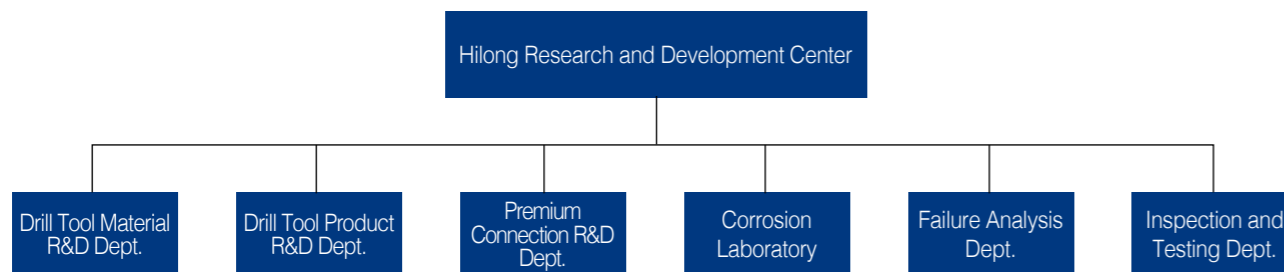 Hilong Research and Development Center
Drill Tool Material
R&D Dept.
Drill Tool Product
R&D Dept.
Premium
Connection R&D
Dept.
Corrosion
Laboratory
Failure Analysis
Dept.
Inspection and
Testing Dept.